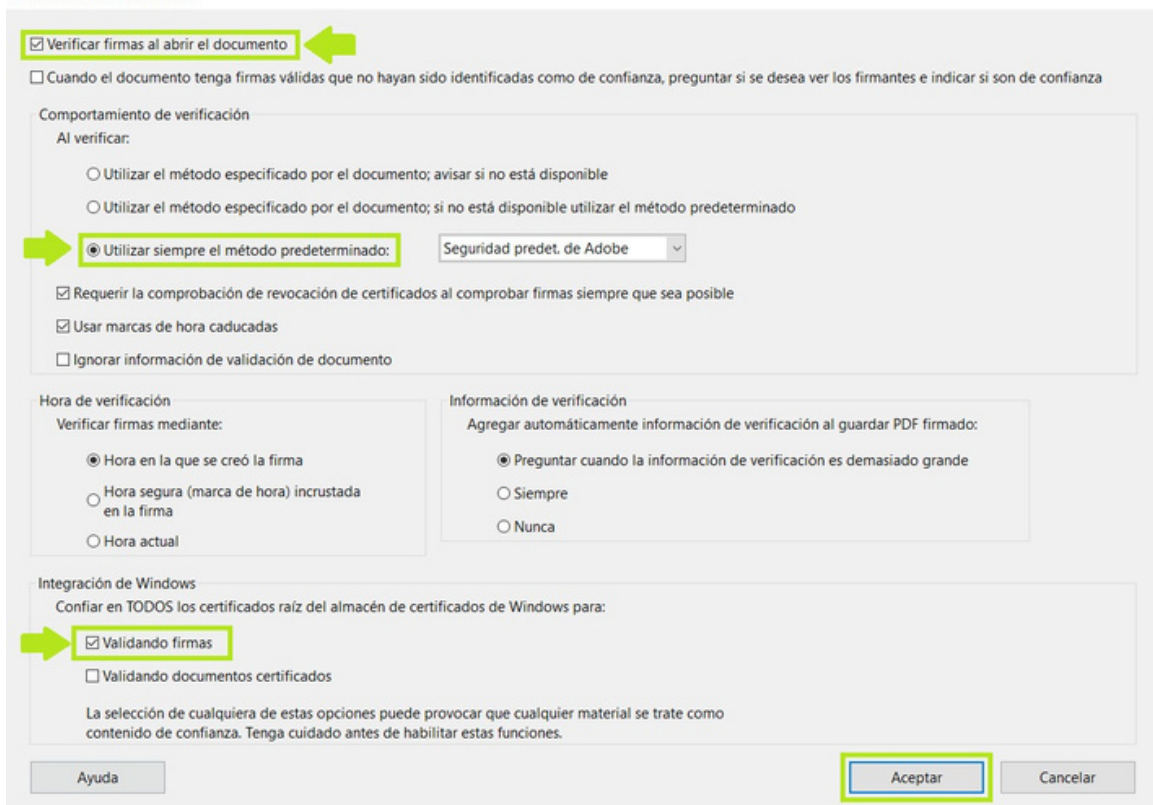 Verificar firmas al abrir el documento
Cuando el documento tenga firmas válidas que no hayan sido identificadas como de confianza, preguntar si se desea ver los firmantes e indicar si son de confianza
Comportamiento de verificación
Al verificar:
Utilizar el método especificado por el documento; avisar si no está disponible
Utilizar el método especificado por el documento; si no está disponible utilizar el método predeterminado
Utilizar siempre el método predeterminado: Seguridad predet. de Adobe
Requerir la comprobación de revocación de certificados al comprobar firmas siempre que sea posible
Usar marcas de hora caducadas
Ignorar información de validación de documento
Hora de verificación
Verificar firmas mediante:
Hora en la que se creó la firma
Hora segura (marca de hora) incrustada
en la firma
Hora actual
Información de verificación
Agregar automáticamente información de verificación al guardar PDF firmado:
Preguntar cuando la información de verificación es demasiado grande
Siempre
Nunca
Integración de Windows
Confiar en TODOS los certificados raíz del almacén de certificados de Windows para:
Validando firmas
Validando documentos certificados
La selección de cualquiera de estas opciones puede provocar que cualquier material se trate como
contenido de confianza. Tenga cuidado antes de habilitar estas funciones.
Ayuda
Aceptar
Cancelar